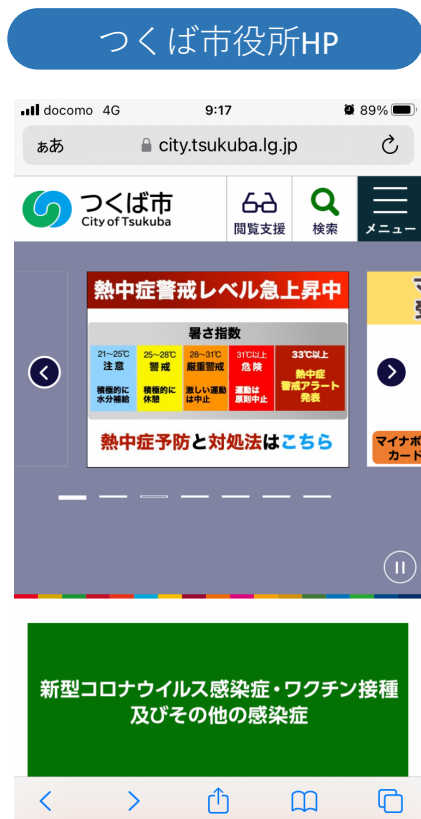 つくば市役所HP
docomo 4G 9:17 89%
ぁあ city.tsukuba.lg.jp
つくば市
City of Tsukuba
閲覧支援
検索
メニュー
熱中症警戒レベル急上昇中
暑さ指数
21〜25℃ 25〜28℃ 28〜31℃ 31℃以上 33℃以上
注意 警戒 厳重警戒 危険
熱中症
警戒アラート
発表
積極的に
水分補給
積極的に
休憩
激しい運動
は中止
運動は
原則中止
熱中症予防と対処法はこちら
マイナポ
カード
新型コロナウイルス感染症・ワクチン接種
及びその他の感染症